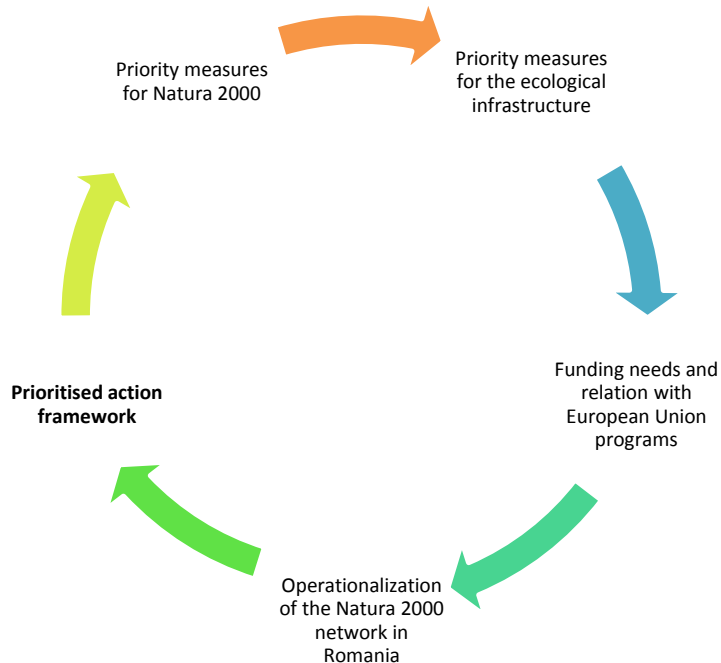 Priority measures
for Natura 2000
Priority measures
for the ecological
infrastructure
Funding needs and
relation with
European Union
programs
Operationalization
of the Natura 2000
network in
Romania
Prioritised action
framework